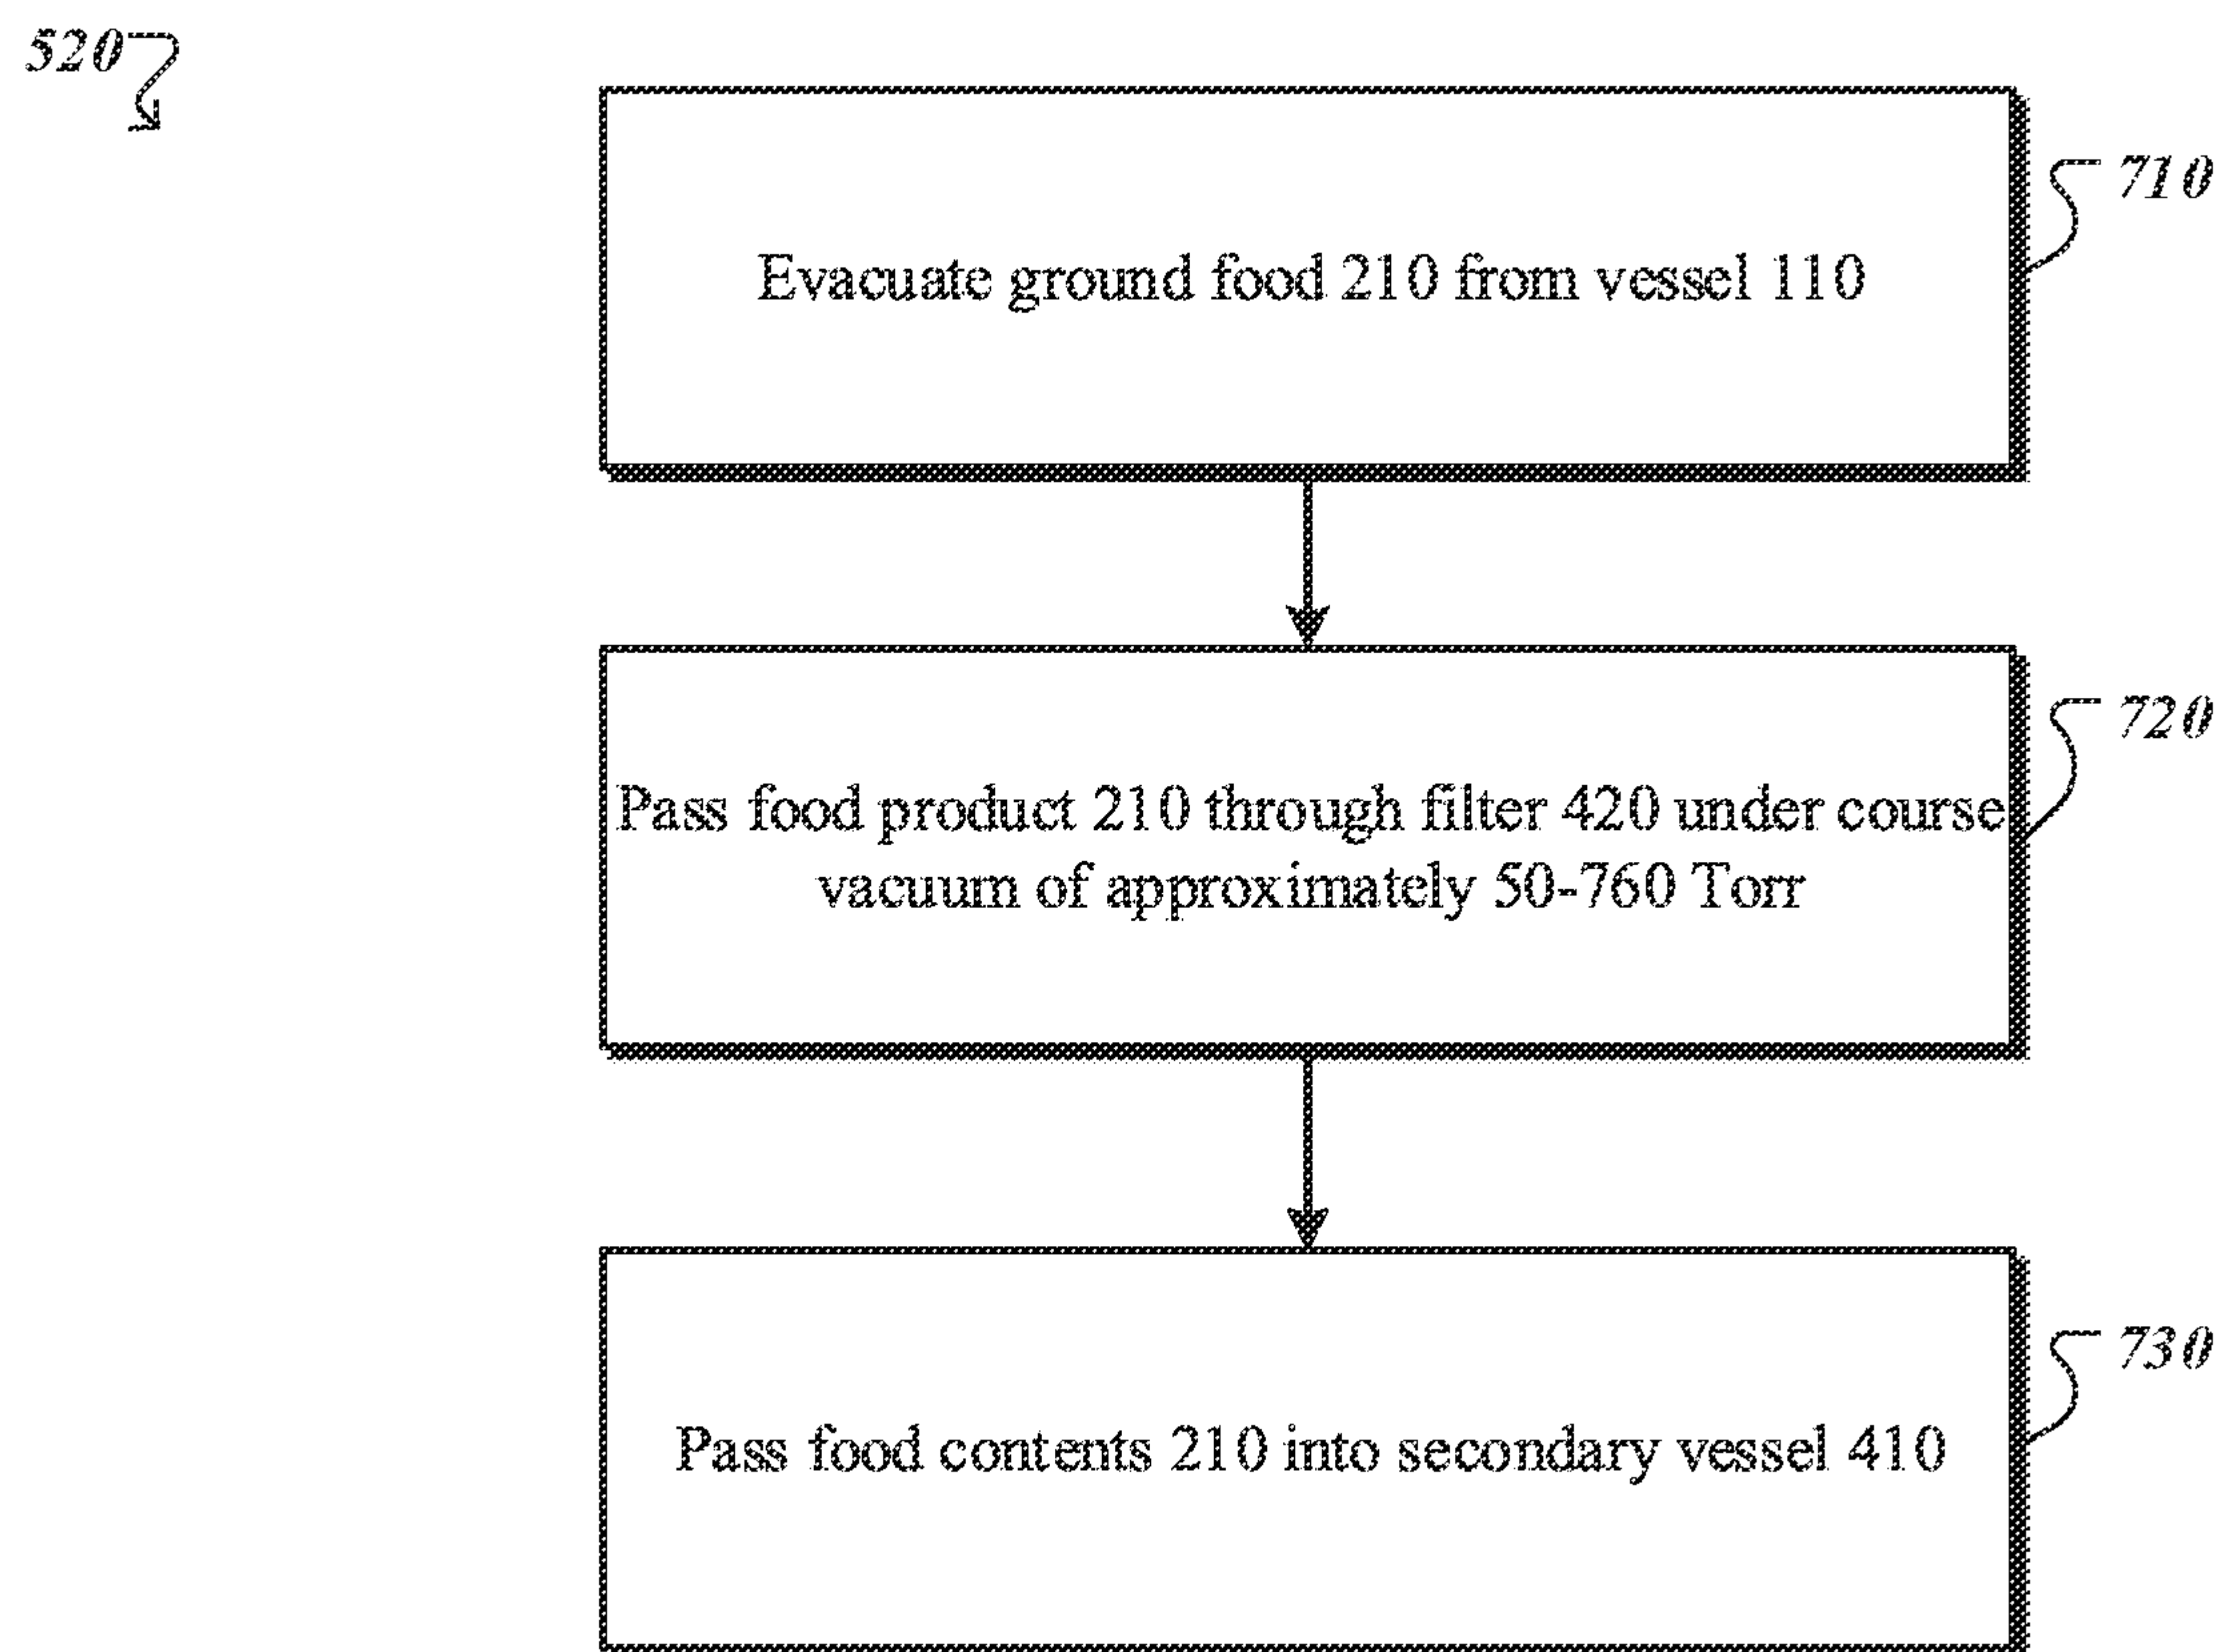 520
710
Evacuate ground food 210 from vessel 110
720
Pass food product 210 through filter 420 under course
vacuum of approximately 50-760 Torr
730
Pass food contents 210 into secondary vessel 410